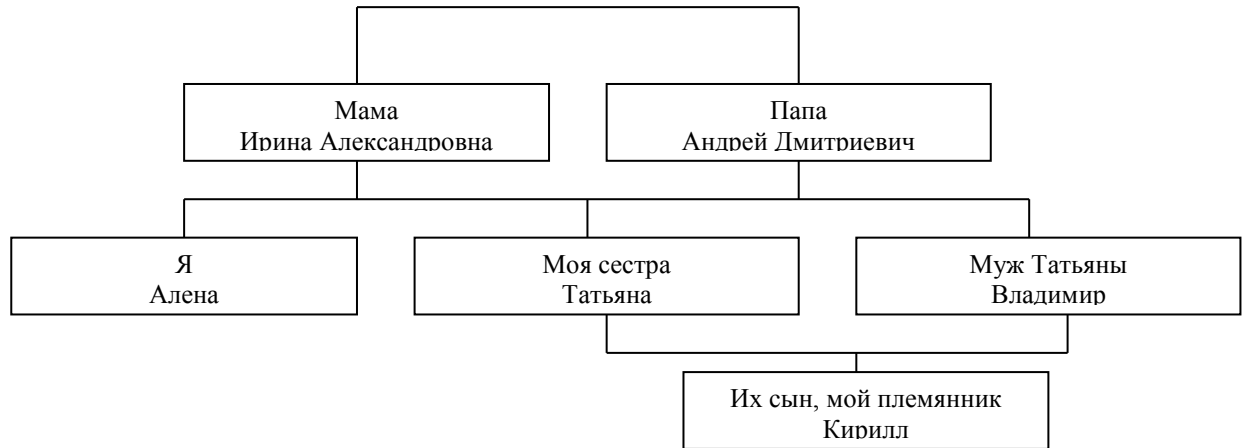 Мама
Ирина Александровна
Папа
Андрей Дмитриевич
Я
Алена
Моя сестра
Татьяна
Муж Татьяны
Владимир
Их сын, мой племянник
Кирилл